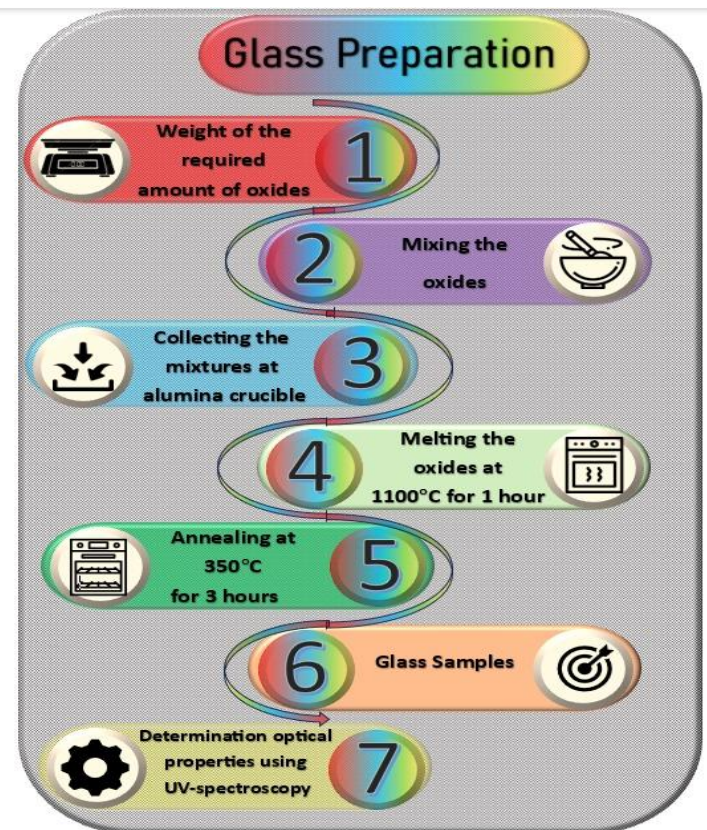 Glass Preparation
Weight of the
required
amount of oxides
1
2
Mixing the
oxides
Collecting the
mixtures at
alumina crucible
3
4
Melting the
oxides at
1100°C for 1 hour
Annealing at
350°C
for 3 hours
5
6
Glass Samples
Determination optical
properties using
UV-spectroscopy
7